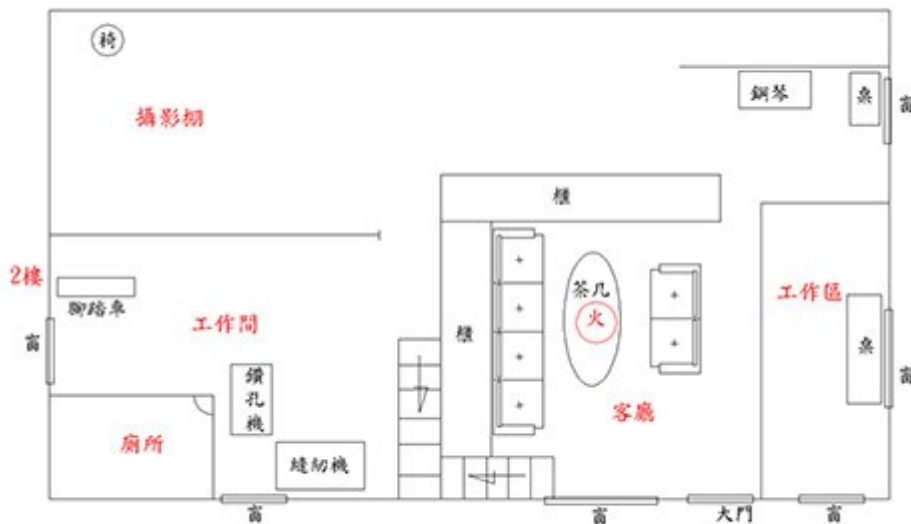 椅
攝影棚
鋼琴
桌
窗
櫃
2樓
腳踏車
工作間
窗
櫃
茶几
火
工作區
桌
窗
鑽孔機
客廳
廁所
縫紉機
窗
窗
大門
窗